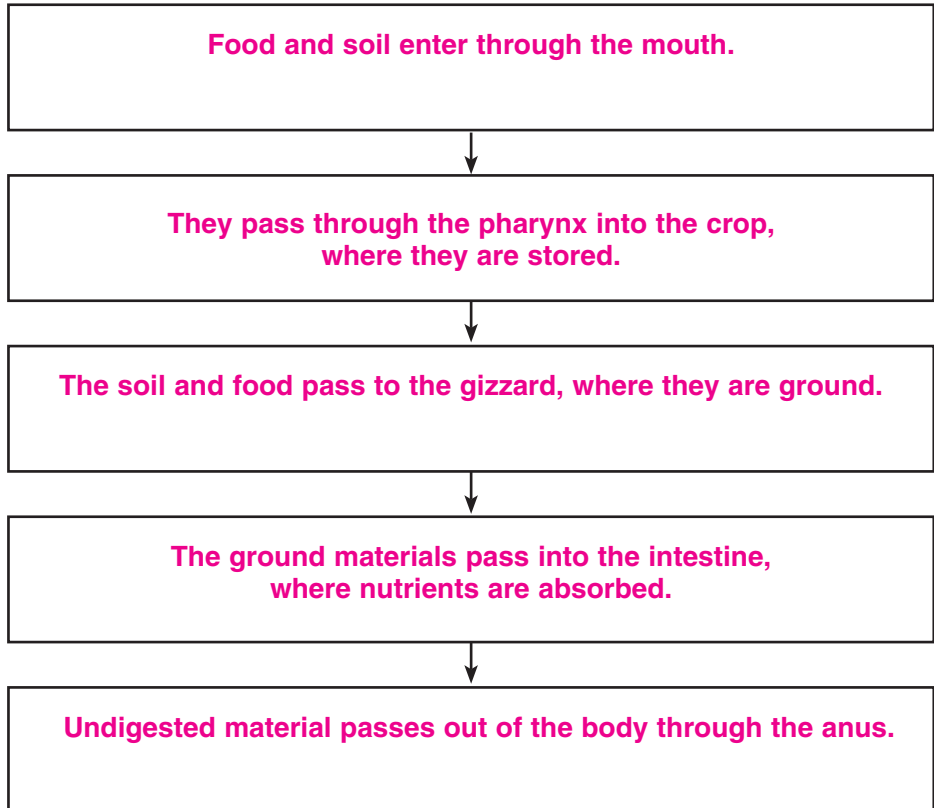 Food and soil enter through the mouth.
They pass through the pharynx into the crop,
where they are stored.
The soil and food pass to the gizzard, where they are ground.
The ground materials pass into the intestine,
where nutrients are absorbed.
Undigested material passes out of the body through the anus.